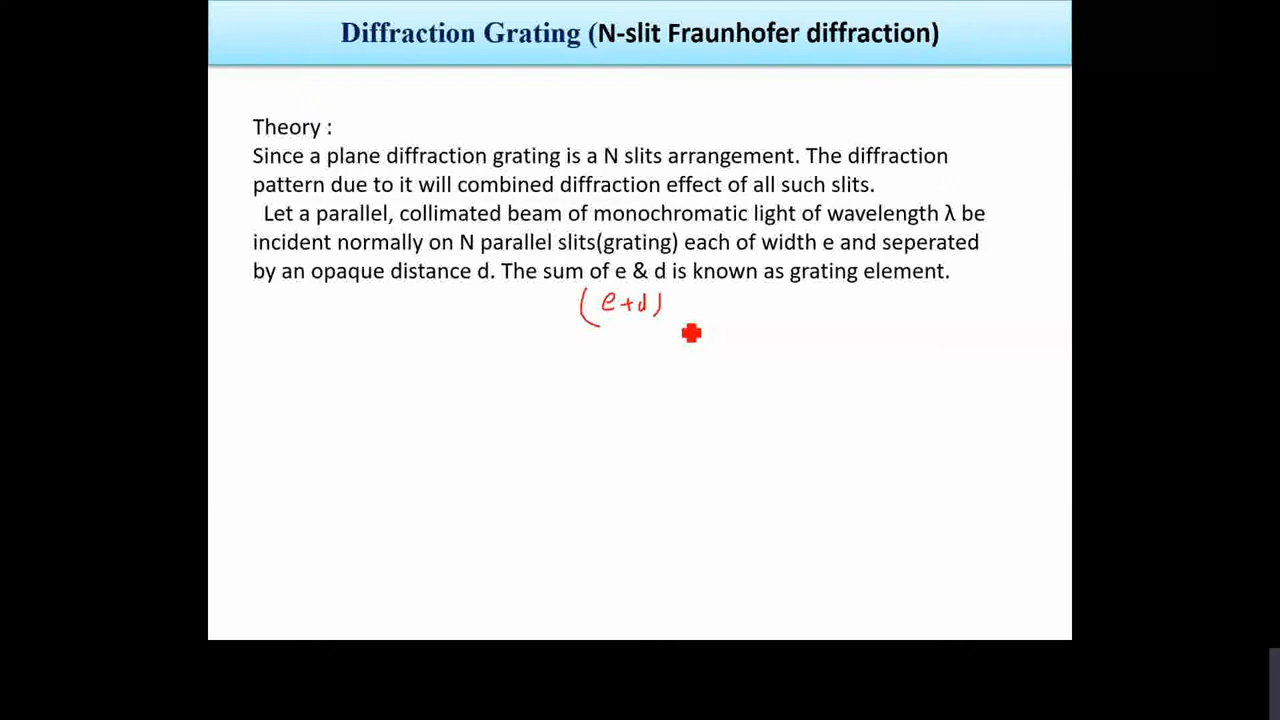 Diffraction Grating (N-slit Fraunhofer diffraction)
Theory :
Since a plane diffraction grating is a N slits arrangement. The diffraction
pattern due to it will combined diffraction effect of all such slits.
Let a parallel, collimated beam of monochromatic light of wavelength λ be
incident normally on N parallel slits(grating) each of width e and seperated
by an opaque distance d. The sum of e & d is known as grating element.
(e+d)